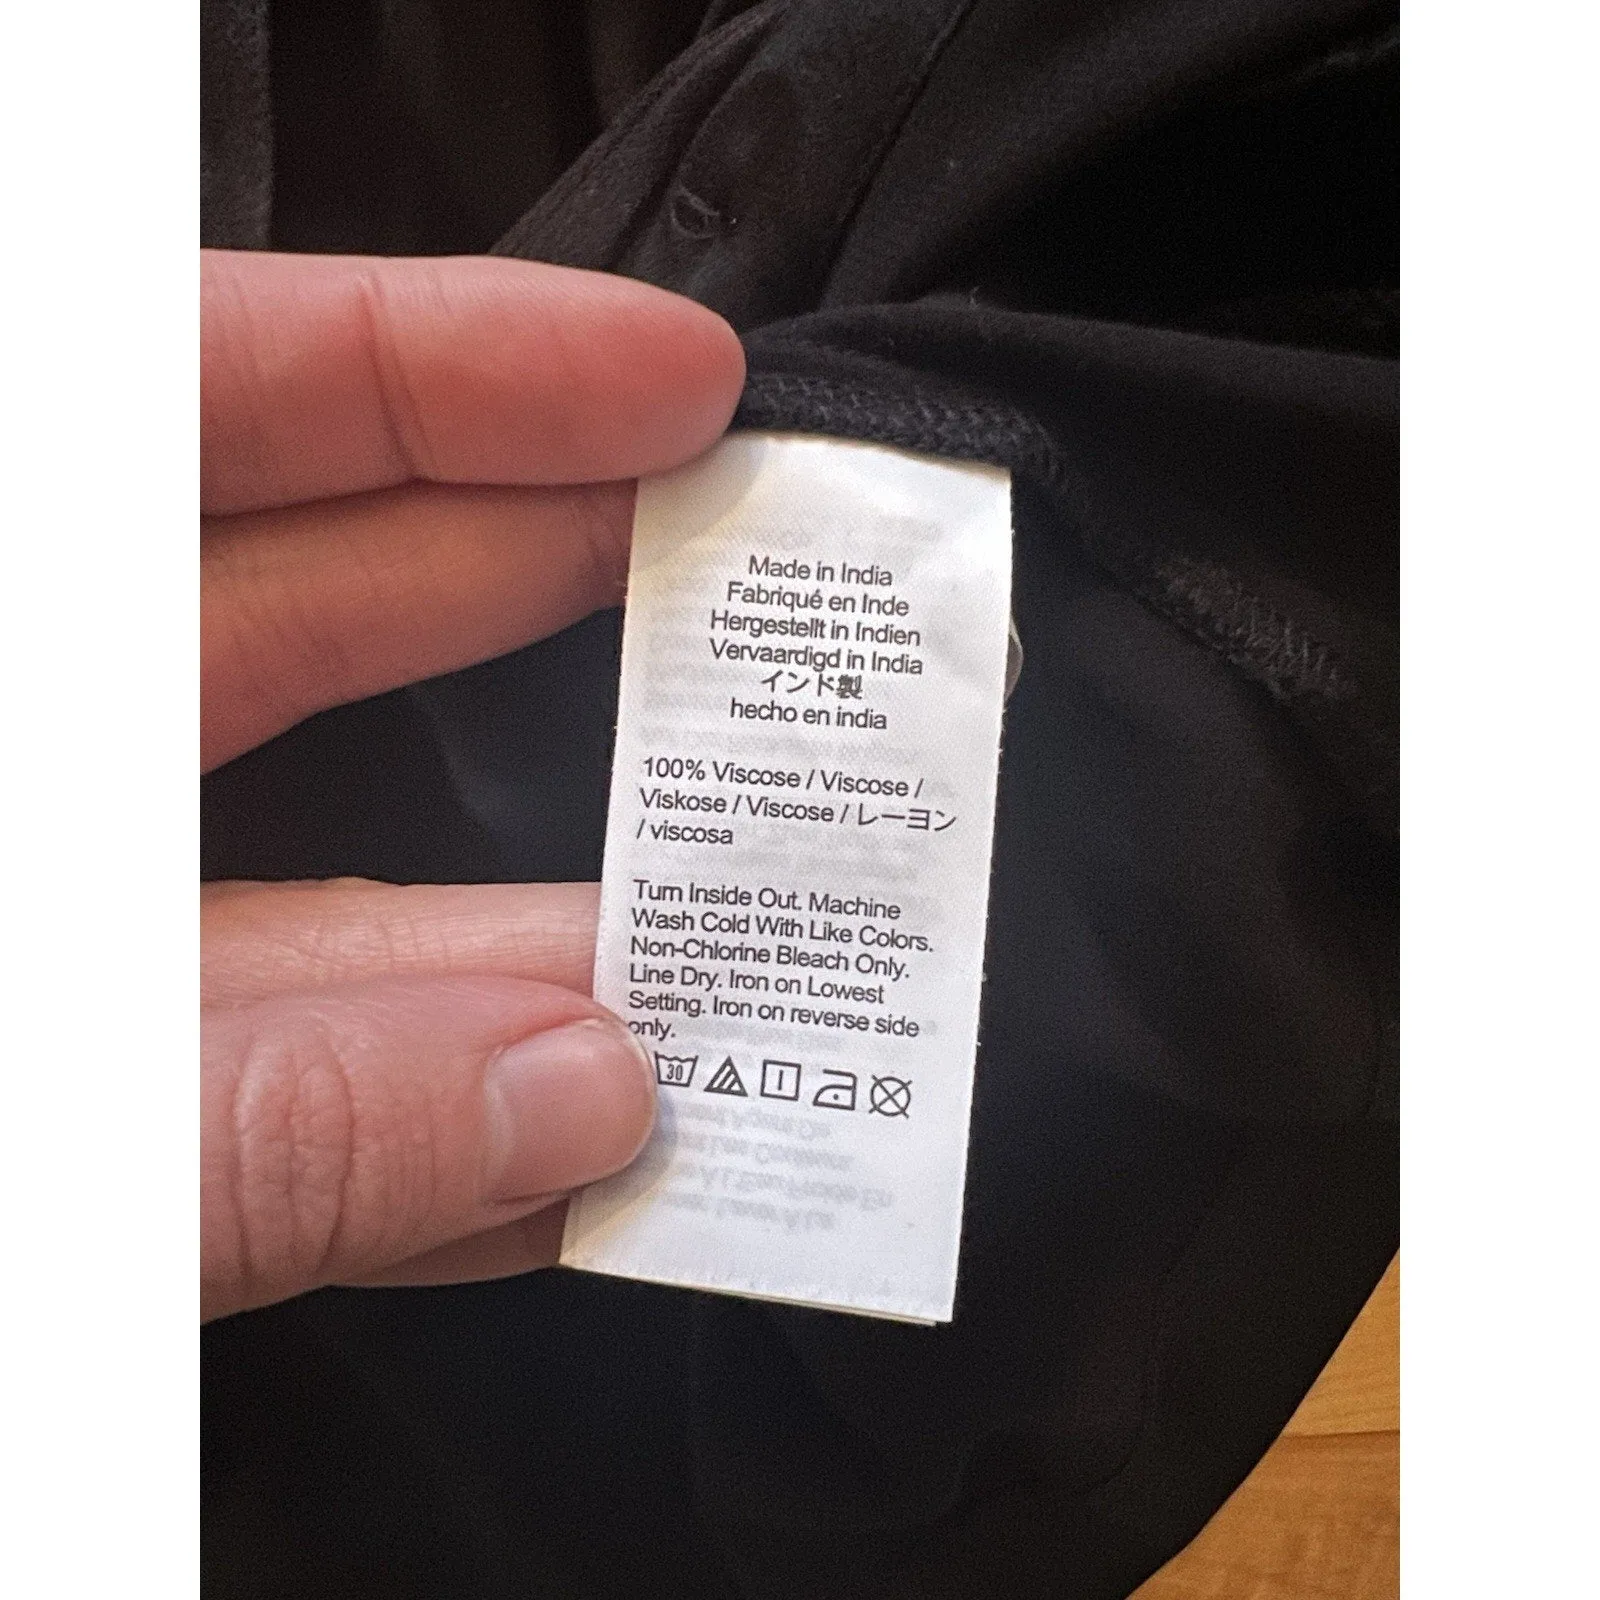 Made in India
Fabriqué en Inde
Hergestellt in Indien
Vervaardigd in India
インド製
hecho en india
100% Viscose / Viscose /
Viskose / Viscose / レーヨン
/ viscosa
Turn Inside Out. Machine
Wash Cold With Like Colors.
Non-Chlorine Bleach Only.
Line Dry. Iron on Lowest
Setting. Iron on reverse side
only.
30